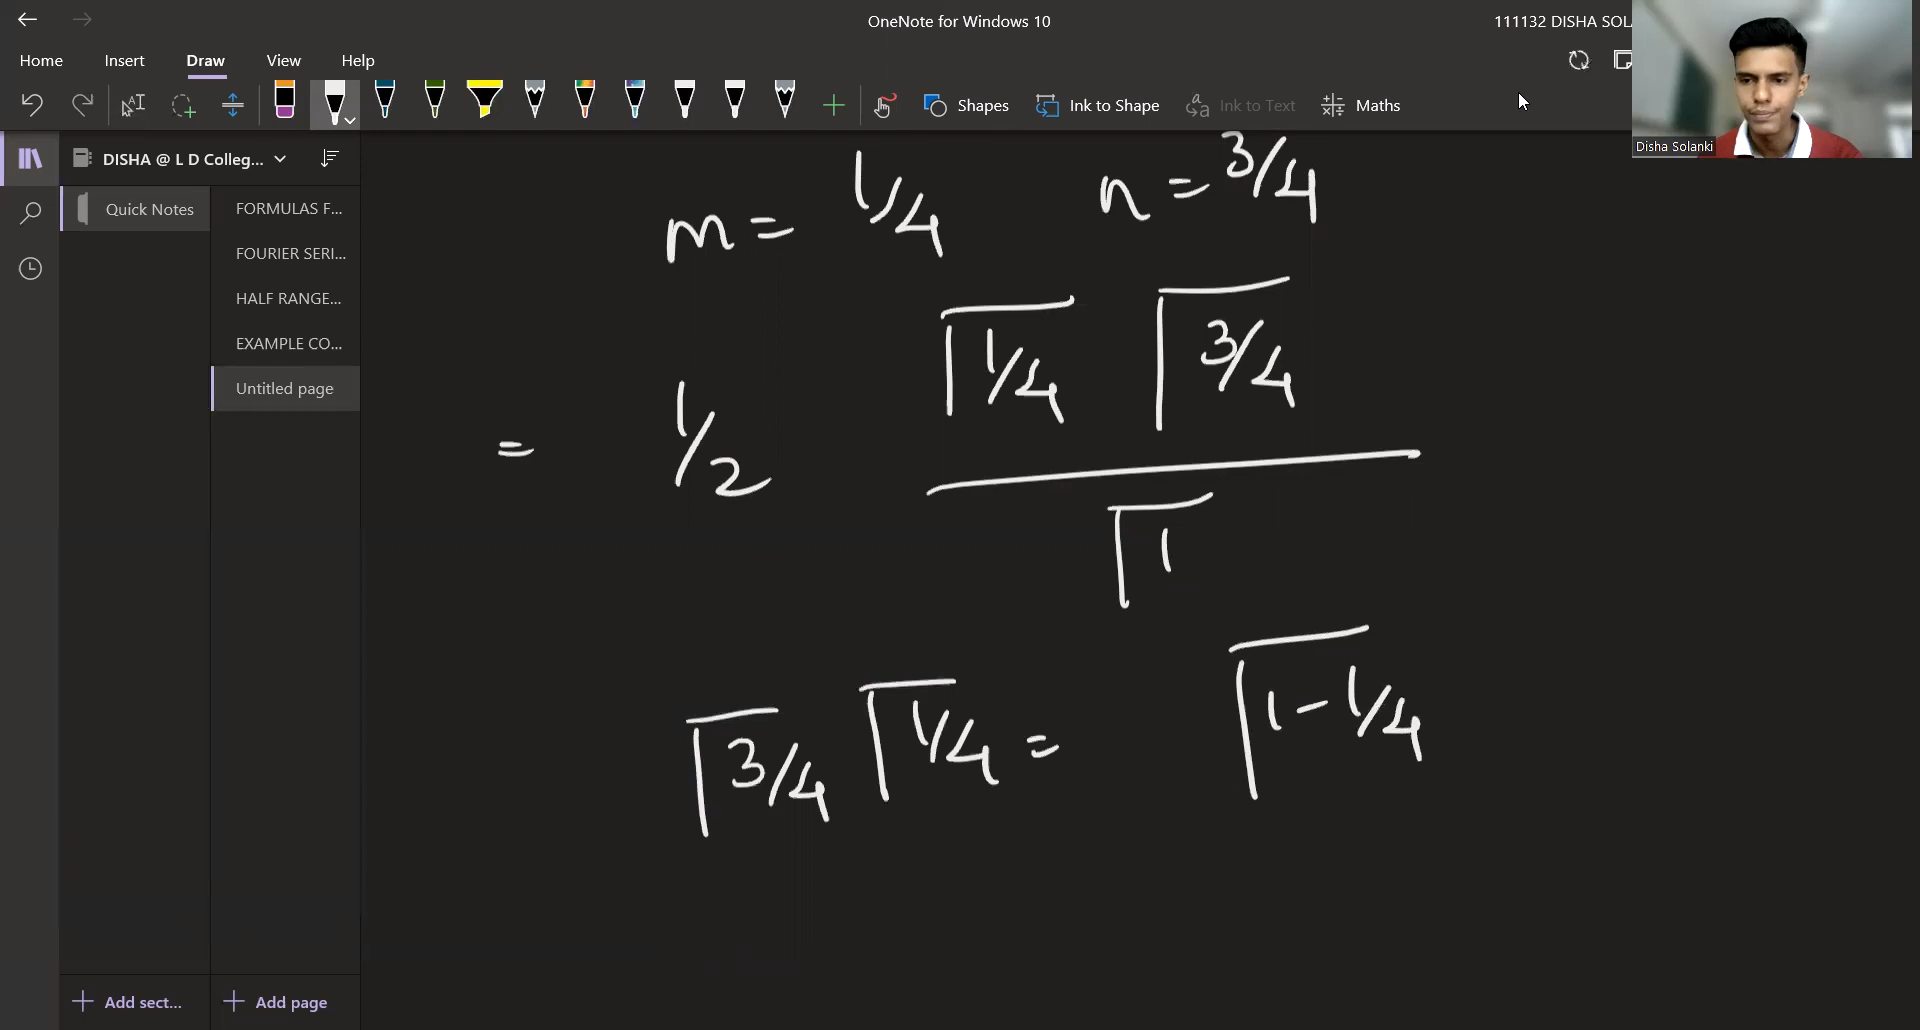 OneNote for Windows 10
111132 DISHA SOLA
Home Insert Draw View Help
Shapes Ink to Shape Ink to Text Maths
Disha Solanki
DISHA @ L D Colleg...
Quick Notes
FORMULAS F...
FOURIER SERI...
HALF RANGE...
EXAMPLE CO...
Untitled page
m = 1/4 n = 3/4
= 1/2 Γ1/4 Γ3/4
Γ1
Γ3/4 Γ1/4 = Γ1 - 1/4
Add sect... Add page